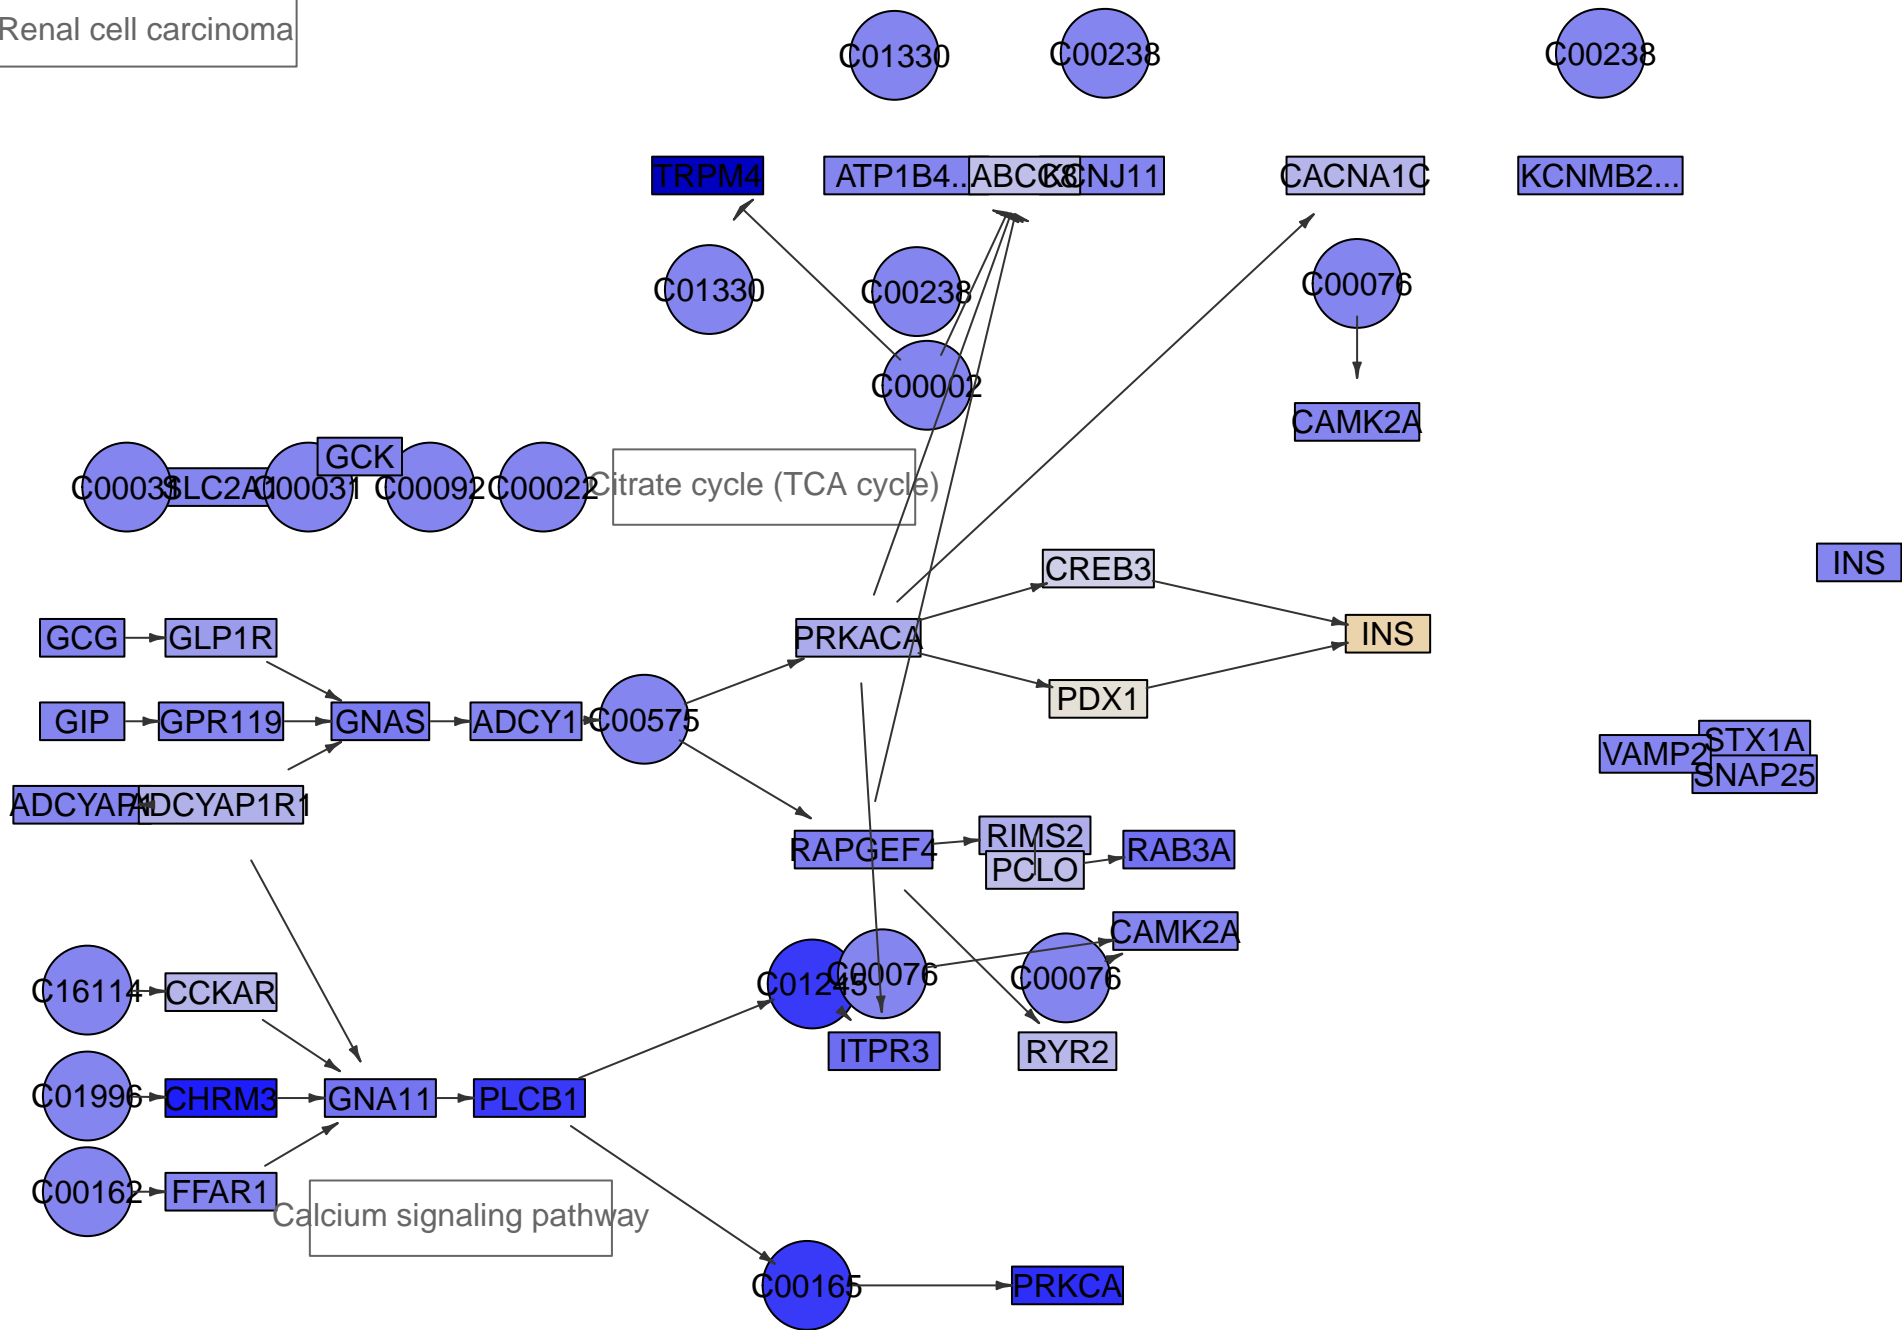 Renal cell carcinoma
C01330
C00238
C00238
TRPM4
ATP1B4...
ABCC8
KCNJ11
CACNA1C
KCNMB2...
C01330
C00238
C00076
C00002
CAMK2A
GCK
C00031
SLC2A1
C00031
C00092
C00022
Citrate cycle (TCA cycle)
CREB3
INS
GCG
GLP1R
PRKACA
INS
PDX1
GIP
GPR119
GNAS
ADCY1
C00575
STX1A
VAMP2
SNAP25
ADCYAP1
ADCYAP1R1
RIMS2
RAPGEF4
RAB3A
PCLO
CAMK2A
C16114
CCKAR
C01245
C00076
C00076
ITPR3
RYR2
C01996
CHRM3
GNA11
PLCB1
C00162
FFAR1
Calcium signaling pathway
C00165
PRKCA